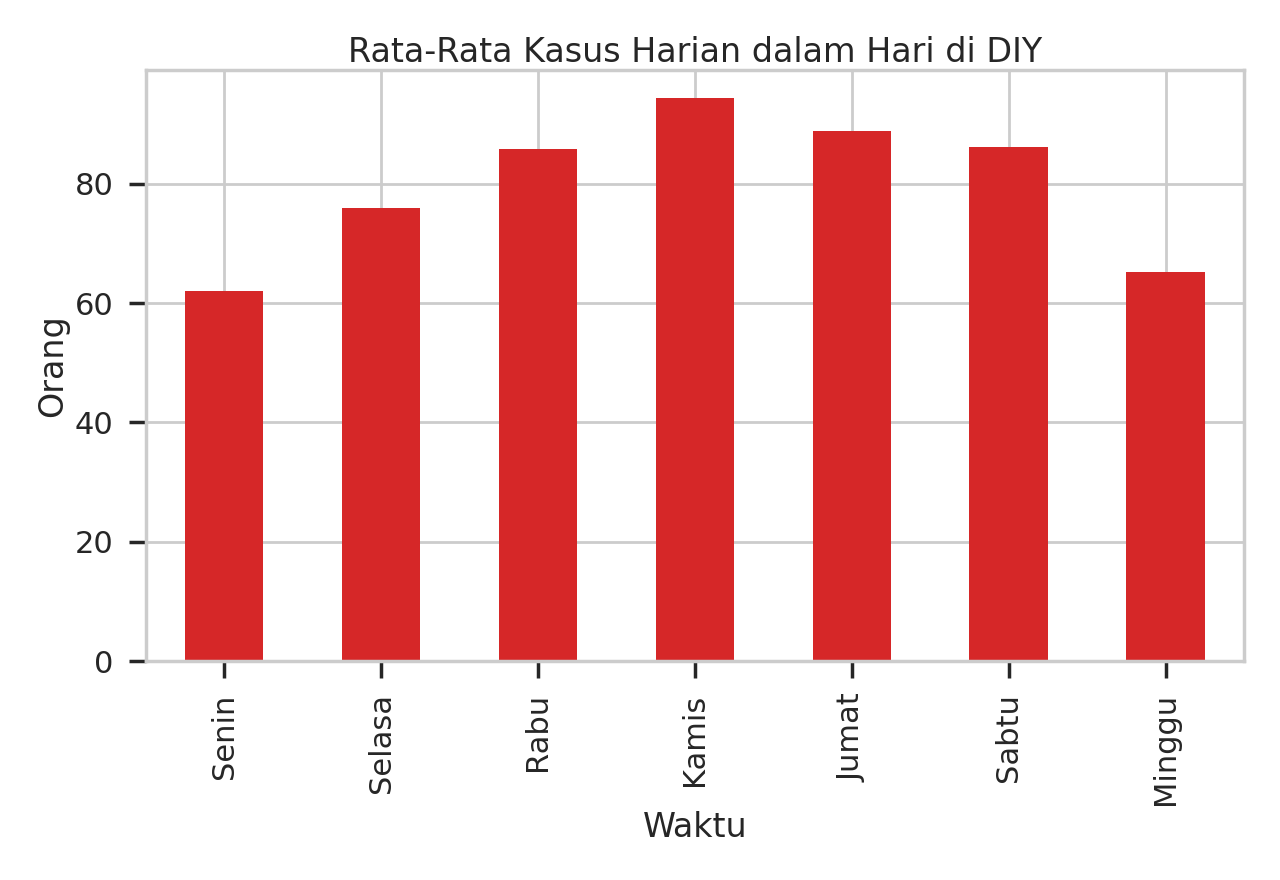 Rata-Rata Kasus Harian dalam Hari di DIY
Orang
80
60
40
20
0
Senin
Selasa
Rabu
Kamis
Jumat
Sabtu
Minggu
Waktu